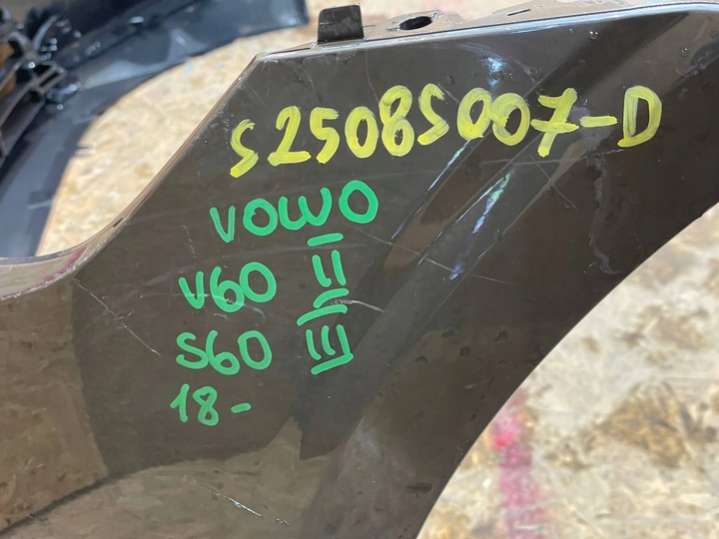 S25085007-D
VOWO
V60 II
S60 III
18-